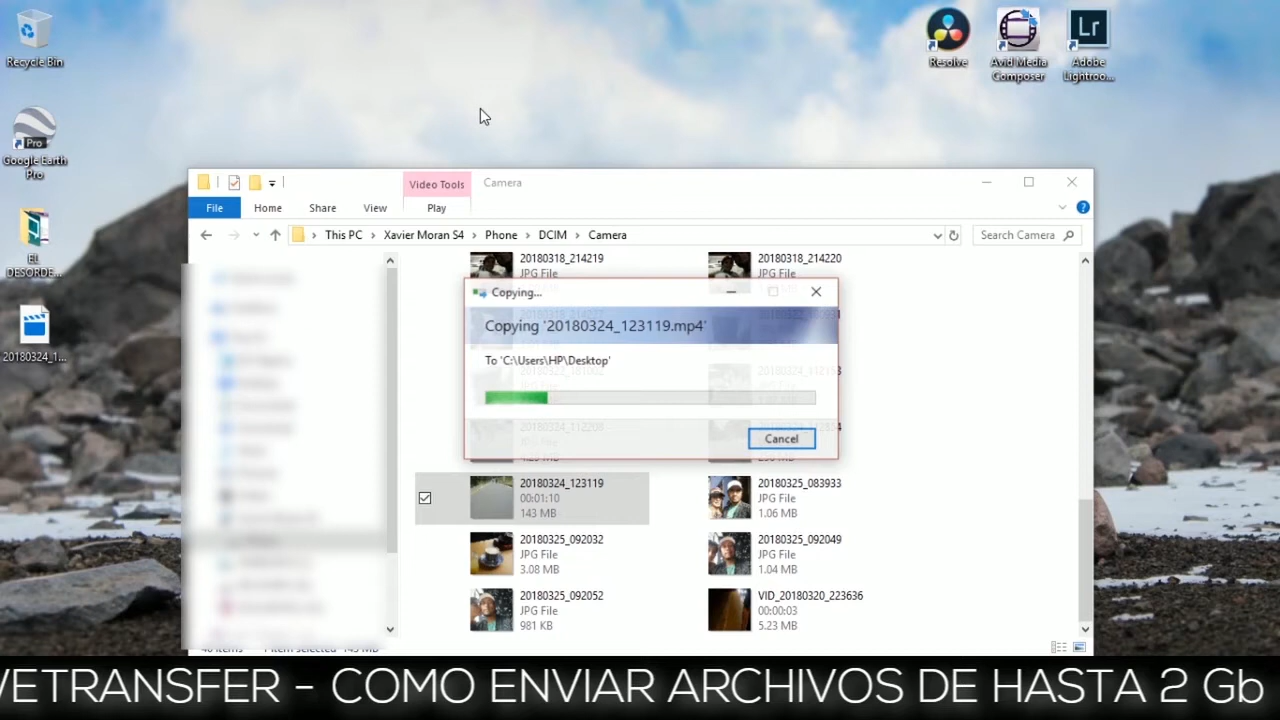 Recycle Bin
Google Earth
Pro
EL
DESORDE...
20180324_1...
Resolve
Avid Media
Composer
Lr
Adobe
Lightroo...
Video Tools
Camera
File
Home
Share
View
Play
This PC
Xavier Moran S4
Phone
DCIM
Camera
Search Camera
20180318_214219
JPG File
20180318_214220
JPG File
Copying...
Copying '20180324_123119.mp4'
To 'C:\Users\HP\Desktop'
Cancel
20180324_123119
00:01:10
143 MB
20180325_083933
JPG File
1.06 MB
20180325_092032
JPG File
3.08 MB
20180325_092049
JPG File
1.04 MB
20180325_092052
JPG File
981 KB
VID_20180320_223636
00:00:03
5.23 MB
VETRANSFER - COMO ENVIAR ARCHIVOS DE HASTA 2 Gb